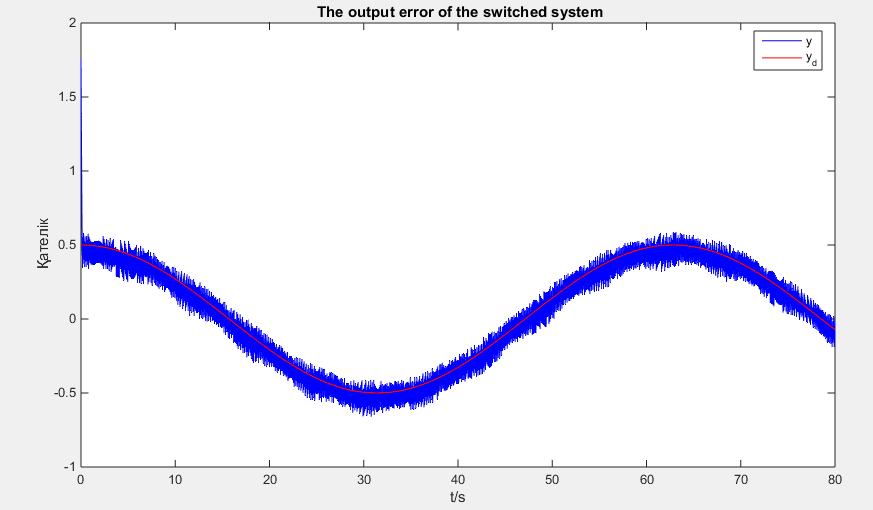 The output error of the switched system
y
y_d
Қателік
2
1.5
1
0.5
0
-0.5
-1
0 10 20 30 40 50 60 70 80
t/s